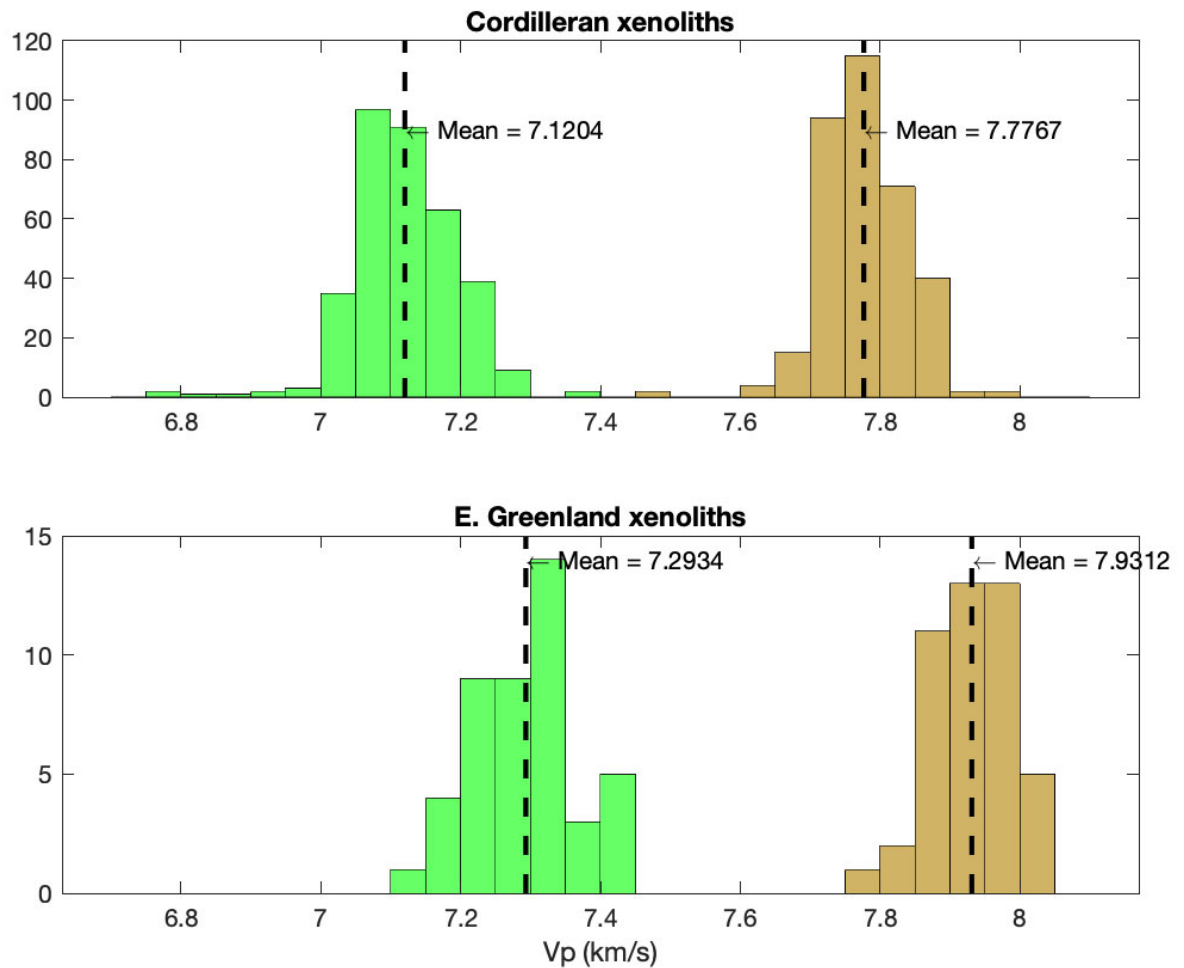 Cordilleran xenoliths
120
100
80
60
40
20
0
← Mean = 7.1204
← Mean = 7.7767
6.8 7 7.2 7.4 7.6 7.8 8
E. Greenland xenoliths
15
10
5
0
← Mean = 7.2934
← Mean = 7.9312
6.8 7 7.2 7.4 7.6 7.8 8
Vp (km/s)